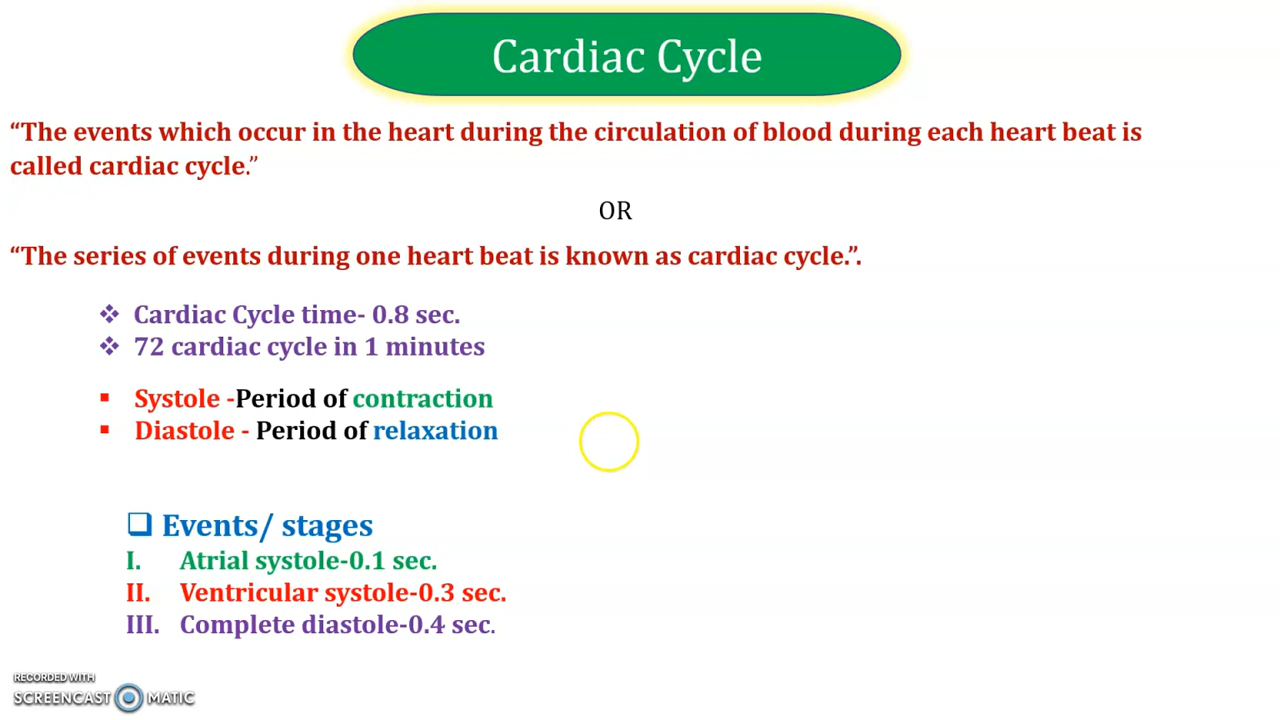 Cardiac Cycle
“The events which occur in the heart during the circulation of blood during each heart beat is
called cardiac cycle.”
OR
“The series of events during one heart beat is known as cardiac cycle.”.
❖ Cardiac Cycle time- 0.8 sec.
❖ 72 cardiac cycle in 1 minutes
▪ Systole -Period of contraction
▪ Diastole - Period of relaxation
❑ Events/ stages
I. Atrial systole-0.1 sec.
II. Ventricular systole-0.3 sec.
III. Complete diastole-0.4 sec.
RECORDED WITH
SCREENCAST MATIC